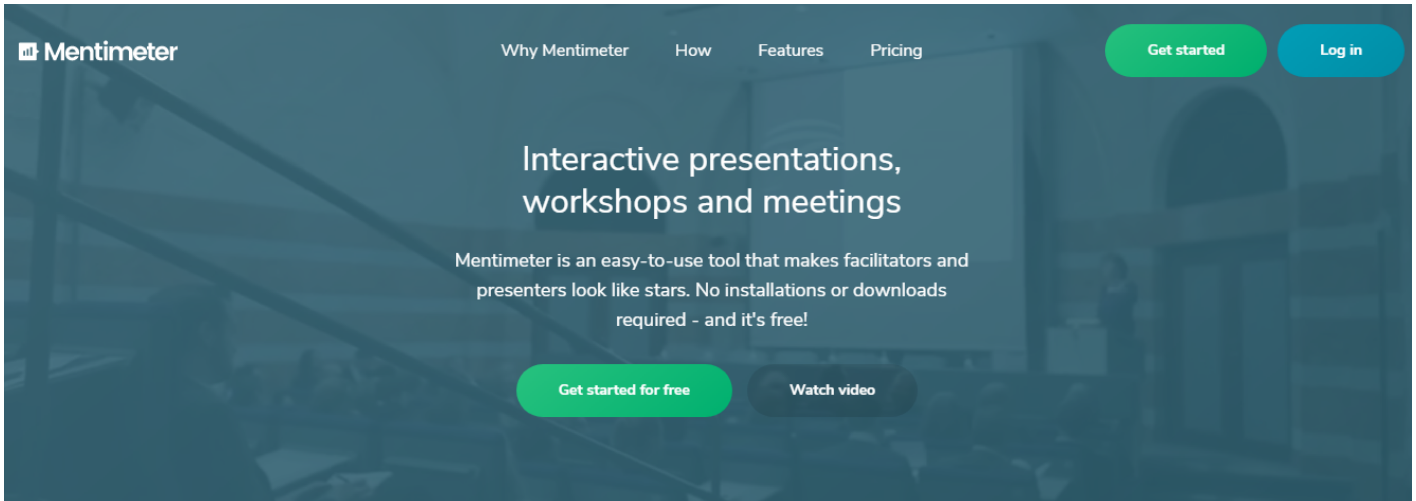 Mentimeter
Why Mentimeter
How
Features
Pricing
Get started
Log in
Interactive presentations,
workshops and meetings
Mentimeter is an easy-to-use tool that makes facilitators and
presenters look like stars. No installations or downloads
required - and it's free!
Get started for free
Watch video